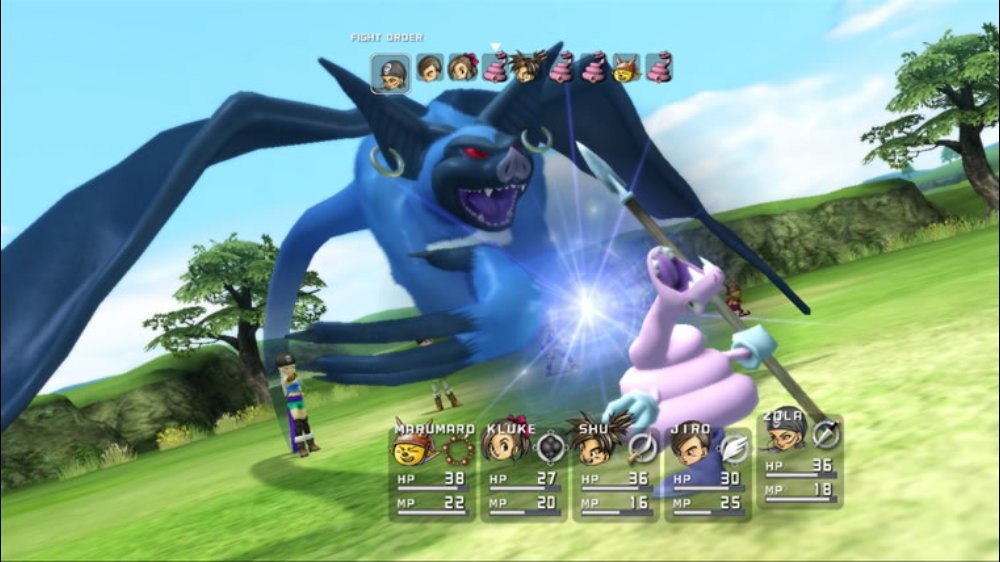 FIGHT ORDER
MARUMARO KLUKE SHU JIRO ZOLA
HP 38 HP 27 HP 36 HP 30 HP 36
MP 22 MP 20 MP 16 MP 25 MP 18